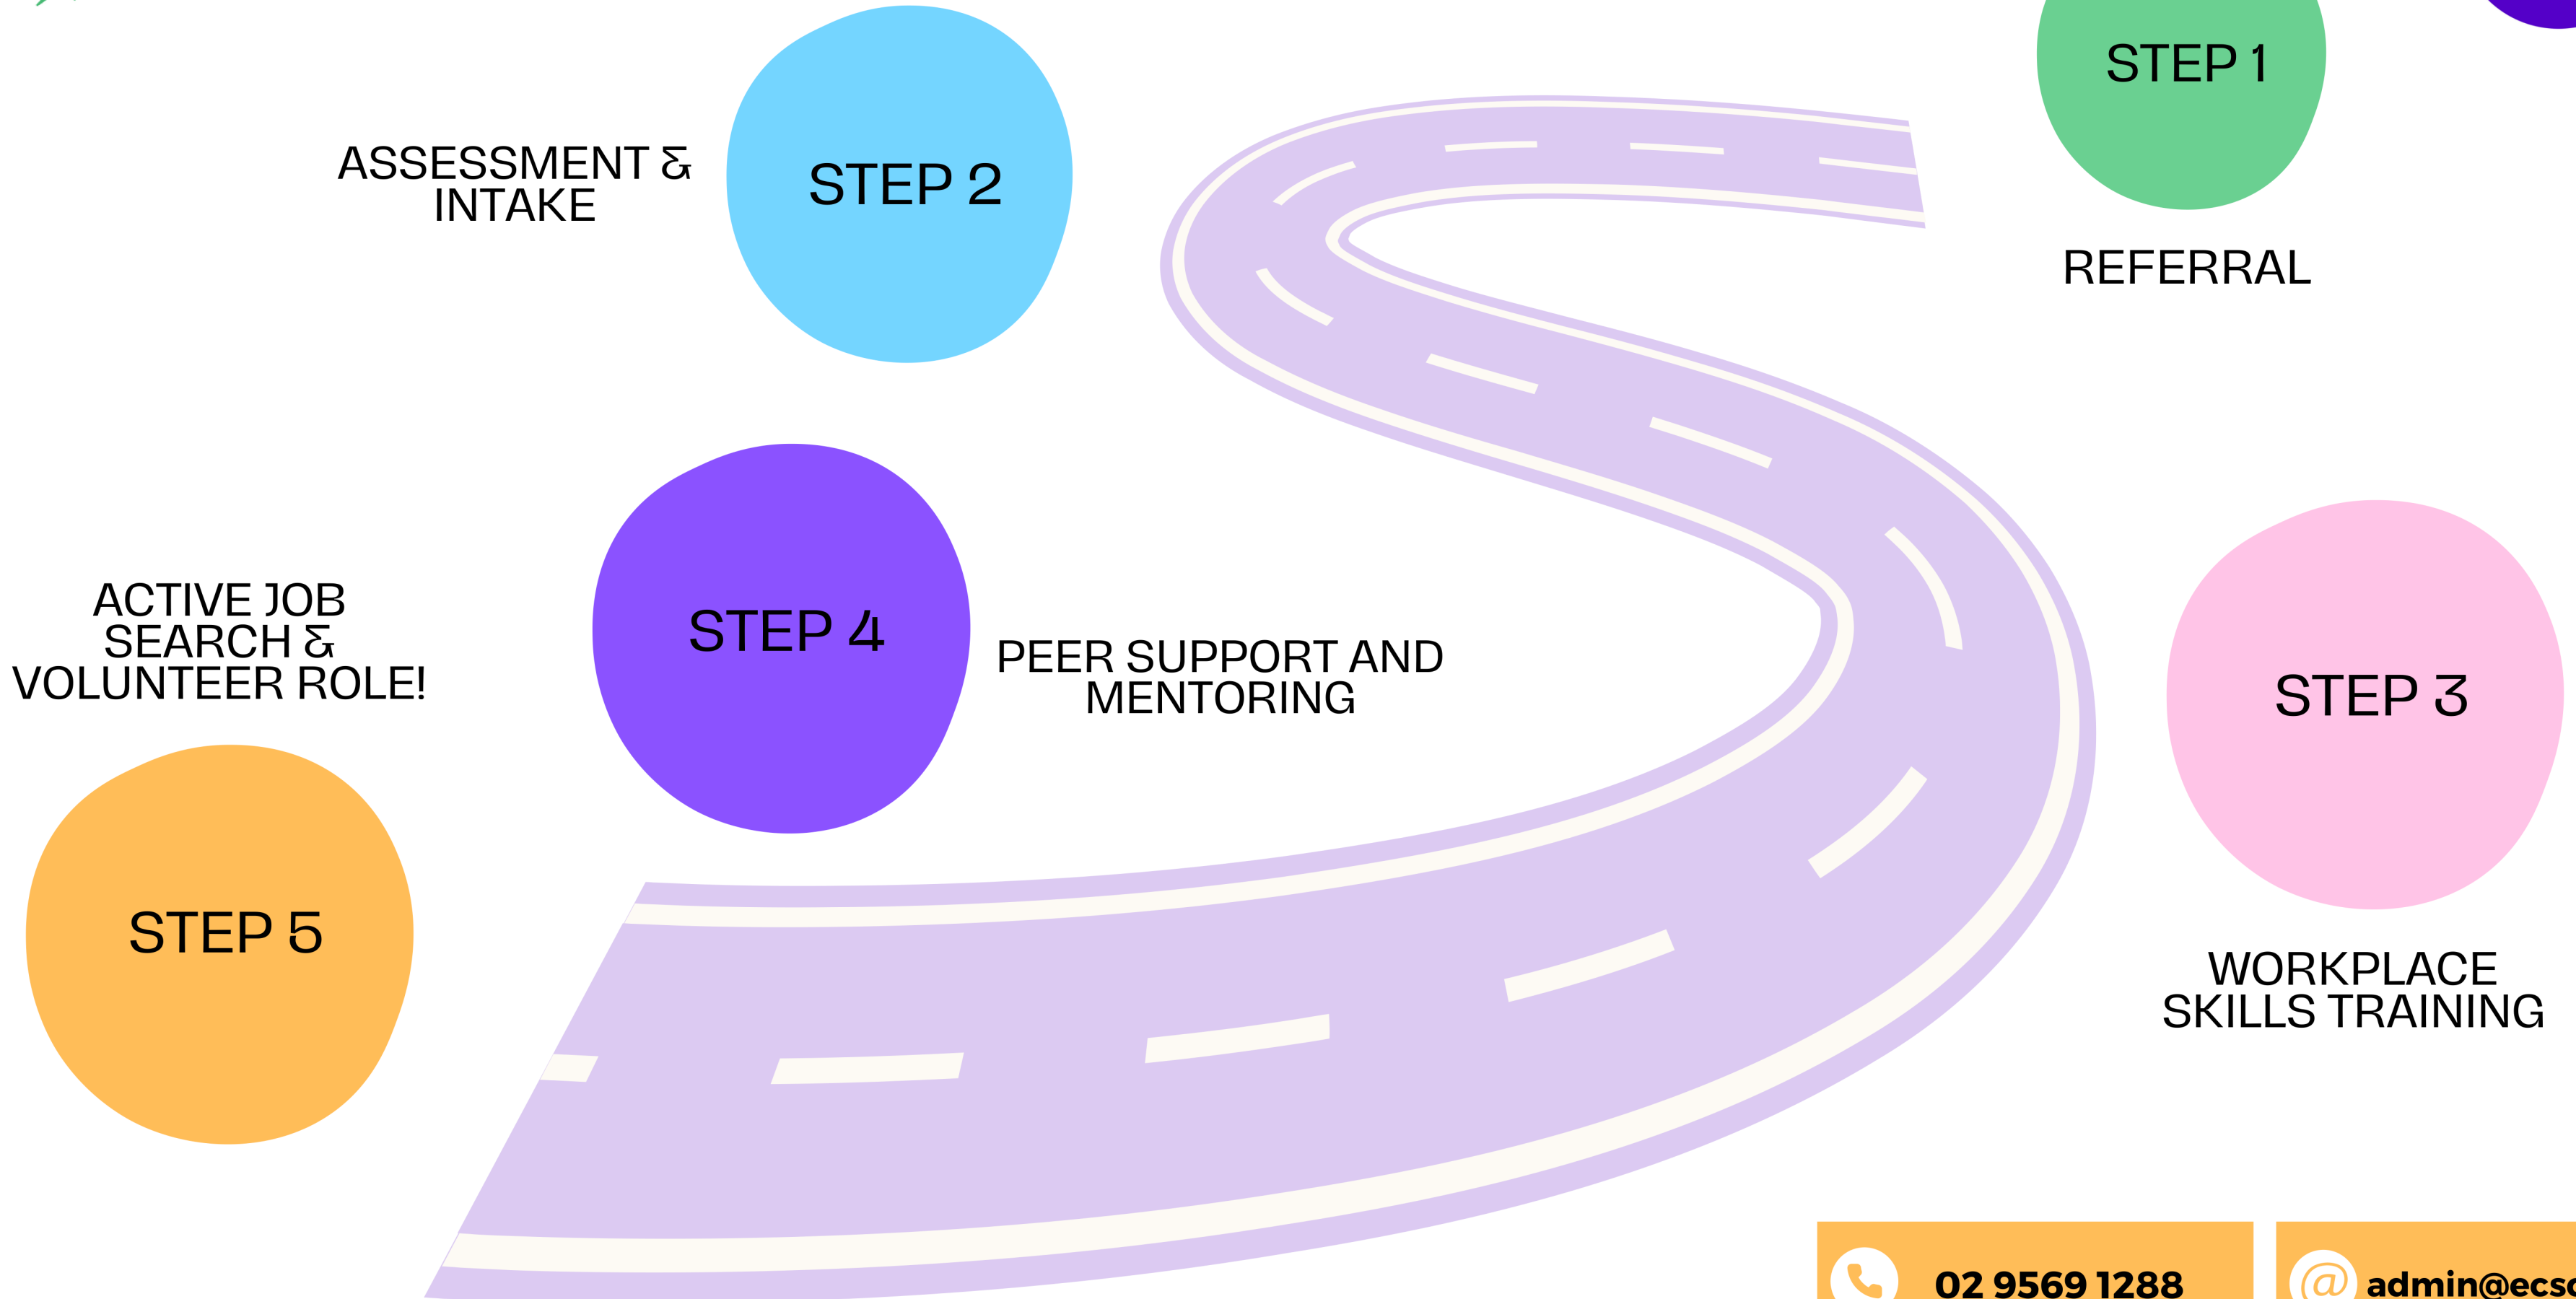 STEP 1
REFERRAL
STEP 2
ASSESSMENT &
INTAKE
STEP 3
WORKPLACE
SKILLS TRAINING
STEP 4
PEER SUPPORT AND
MENTORING
ACTIVE JOB
SEARCH &
VOLUNTEER ROLE!
STEP 5
02 9569 1288